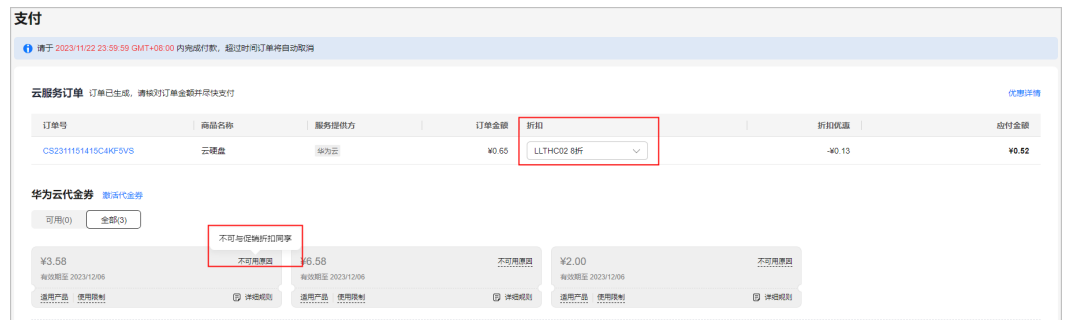 支付
请于 2023/11/22 23:59:59 GMT+08:00 内完成付款，超过时间订单将自动取消
云服务订单 订单已生成，请核对订单金额并尽快支付 优惠详情
订单号 商品名称 服务提供方 订单金额 折扣 折扣优惠 应付金额
CS2311151415C4KF5VS 云硬盘 华为云 ¥0.65 LLTHC02 8折 -¥0.13 ¥0.52
华为云代金券 激活代金券
可用(0) 全部(3)
不可与促销折扣同享
¥3.58 不可用原因 ¥6.58 不可用原因 ¥2.00 不可用原因
有效期至 2023/12/06 有效期至 2023/12/06 有效期至 2023/12/06
适用产品 使用限制 详细规则 适用产品 使用限制 详细规则 适用产品 使用限制 详细规则